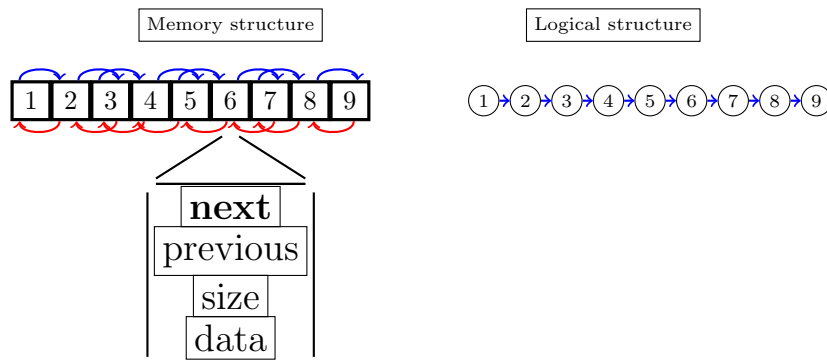 Memory structure
Logical structure
1 2 3 4 5 6 7 8 9
1 2 3 4 5 6 7 8 9
next
previous
size
data